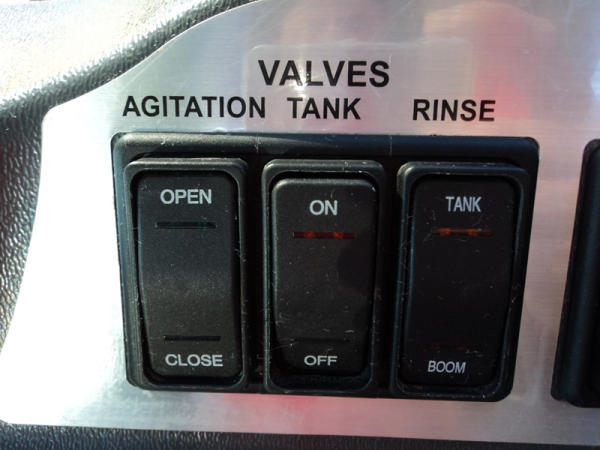 VALVES
AGITATION TANK RINSE
OPEN ON TANK
CLOSE OFF BOOM